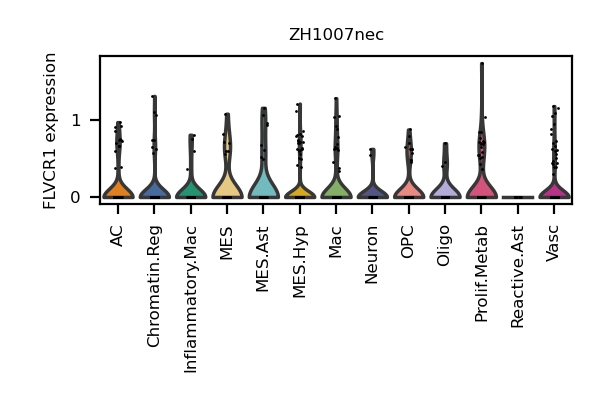 ZH1007nec
FLVCR1 expression
1
0
AC
Chromatin.Reg
Inflammatory.Mac
MES
MES.Ast
MES.Hyp
Mac
Neuron
OPC
Oligo
Prolif.Metab
Reactive.Ast
Vasc